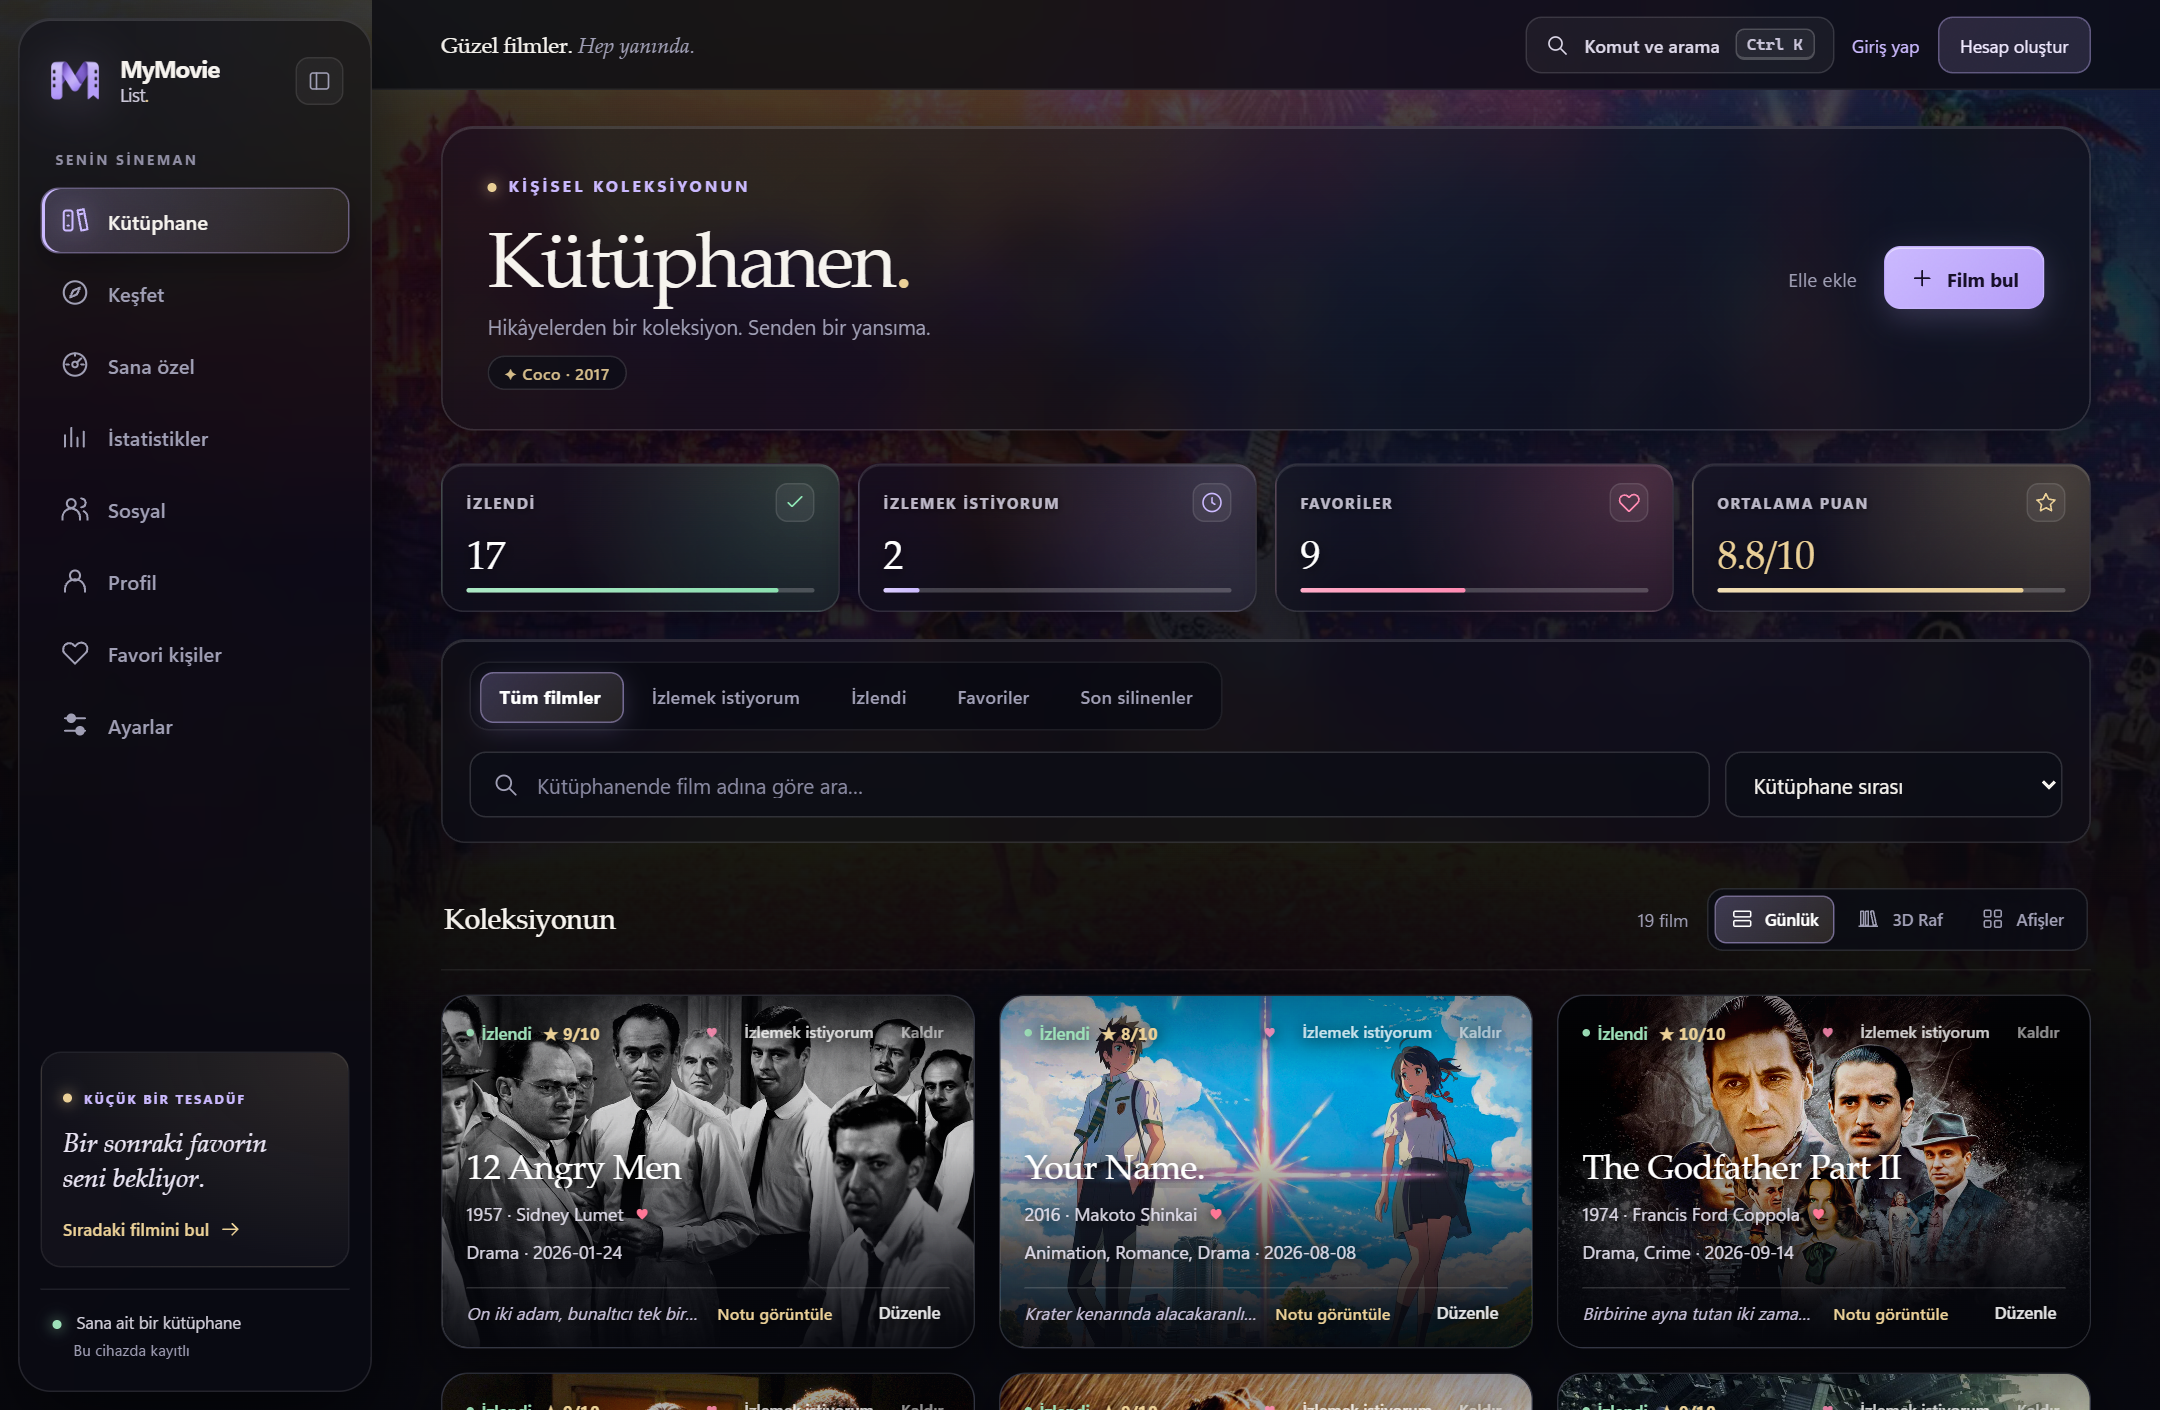 MyMovie
List.
SENİN SİNEMAN
Kütüphane
Keşfet
Sana özel
İstatistikler
Sosyal
Profil
Favori kişiler
Ayarlar
KÜÇÜK BİR TESADÜF
Bir sonraki favorin
seni bekliyor.
Sıradaki filmini bul →
Sana ait bir kütüphane
Bu cihazda kayıtlı
Güzel filmler. Hep yanında.
Komut ve arama Ctrl K
Giriş yap
Hesap oluştur
KİŞİSEL KOLEKSİYONUN
Kütüphanen.
Hikâyelerden bir koleksiyon. Senden bir yansıma.
✦ Coco · 2017
Elle ekle
+ Film bul
İZLENDİ
17
İZLEMEK İSTİYORUM
2
FAVORİLER
9
ORTALAMA PUAN
8.8/10
Tüm filmler İzlemek istiyorum İzlendi Favoriler Son silinenler
Kütüphanende film adına göre ara...
Kütüphane sırası
Koleksiyonun
19 film
Günlük 3D Raf Afişler
İzlendi ★ 9/10 İzlemek istiyorum Kaldır
12 Angry Men
1957 · Sidney Lumet
Drama · 2026-01-24
On iki adam, bunaltıcı tek bir... Notu görüntüle Düzenle
İzlendi ★ 8/10 İzlemek istiyorum Kaldır
Your Name.
2016 · Makoto Shinkai
Animation, Romance, Drama · 2026-08-08
Krater kenarında alacakaranlı... Notu görüntüle Düzenle
İzlendi ★ 10/10 İzlemek istiyorum Kaldır
The Godfather Part II
1974 · Francis Ford Coppola
Drama, Crime · 2026-09-14
Birbirine ayna tutan iki zama... Notu görüntüle Düzenle